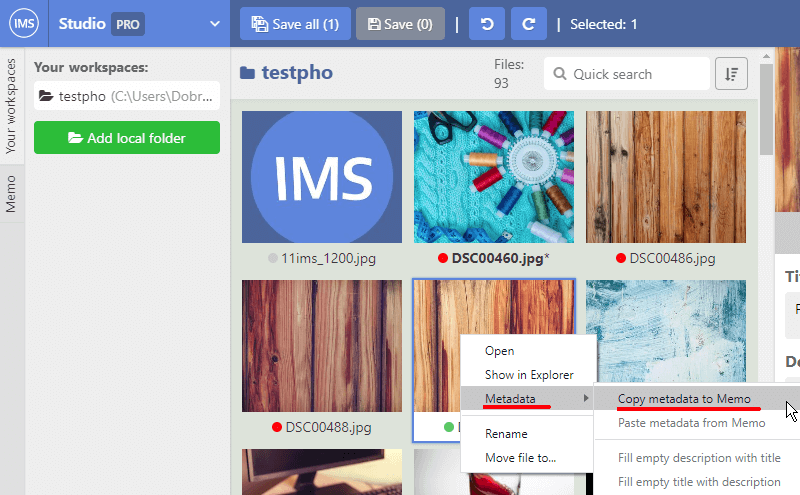 IMS Studio PRO
Save all (1)
Save (0)
|
|
Selected: 1
Your workspaces
Memo
Your workspaces:
testpho (C:\Users\Dobr...
Add local folder
testpho
Files:
93
Quick search
IMS
11ims_1200.jpg
DSC00460.jpg*
DSC00486.jpg
DSC00488.jpg
Open
Show in Explorer
Metadata
Rename
Move file to...
Copy metadata to Memo
Paste metadata from Memo
Fill empty description with title
Fill empty title with description